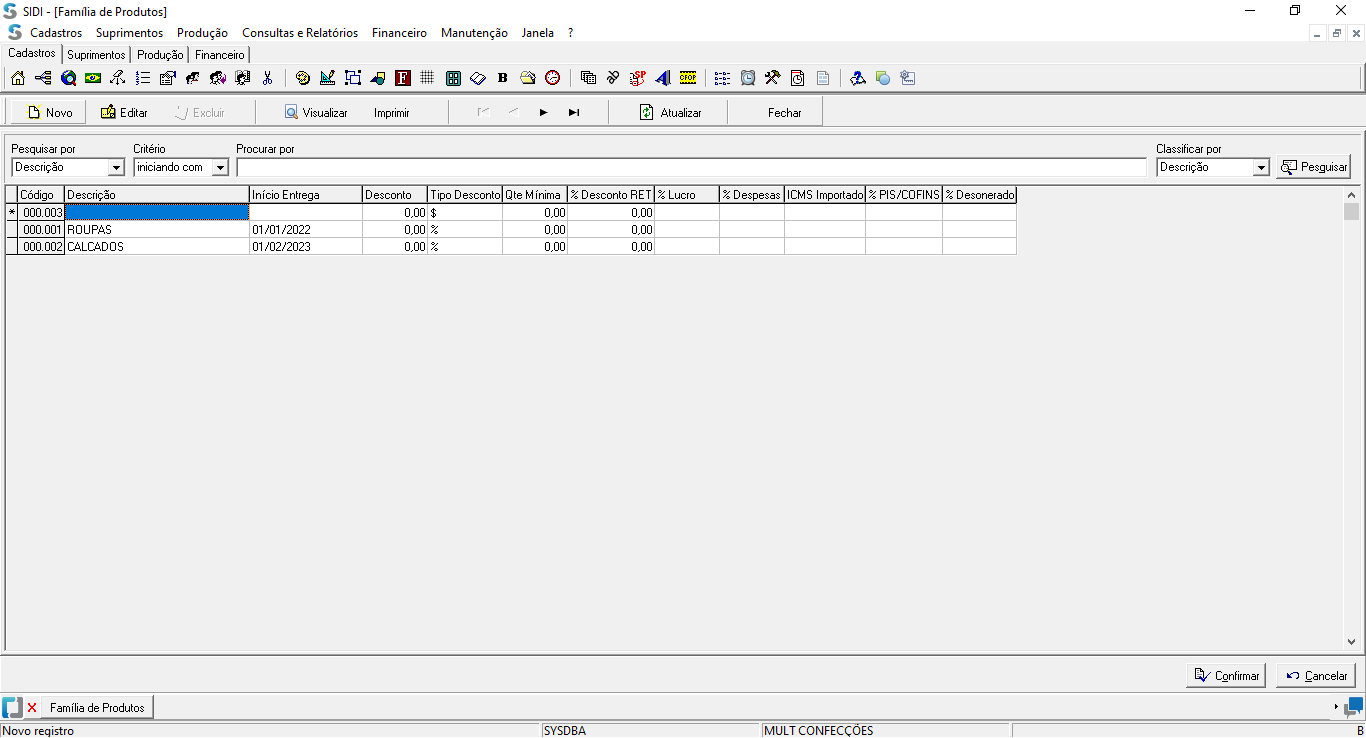 SIDI - [Família de Produtos]
Cadastros Suprimentos Produção Consultas e Relatórios Financeiro Manutenção Janela ?
Cadastros Suprimentos Produção Financeiro
F B SP CFOP
Novo Editar Excluir Visualizar Imprimir Atualizar Fechar
Pesquisar por Critério Procurar por Classificar por
Descrição iniciando com Descrição Pesquisar
Código Descrição Início Entrega Desconto Tipo Desconto Qte Mínima % Desconto RET % Lucro % Despesas ICMS Importado % PIS/COFINS % Desonerado
* 000.003 0,00 $ 0,00 0,00
000.001 ROUPAS 01/01/2022 0,00 % 0,00 0,00
000.002 CALCADOS 01/02/2023 0,00 % 0,00 0,00
Confirmar Cancelar
Família de Produtos
Novo registro SYSDBA MULT CONFECÇÕES B